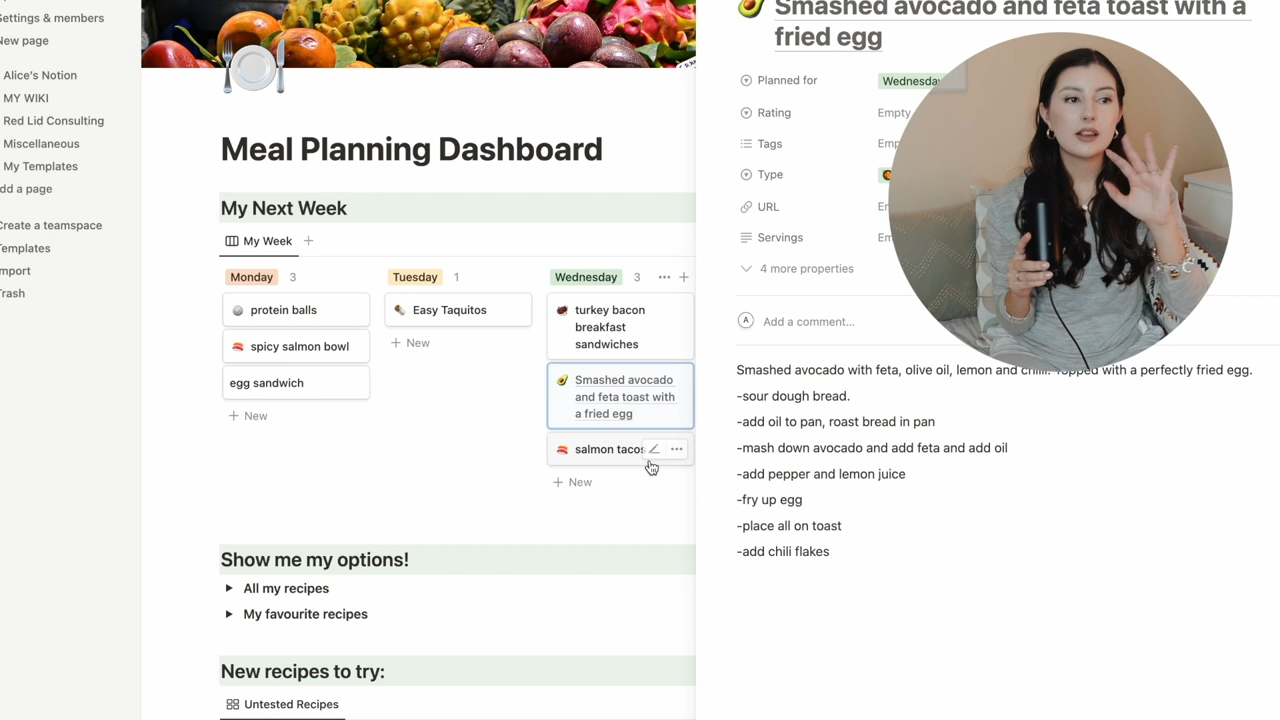 Settings & members
New page
Alice's Notion
MY WIKI
Red Lid Consulting
Miscellaneous
My Templates
dd a page
Create a teamspace
Templates
mport
Trash
Meal Planning Dashboard
My Next Week
My Week
Monday 3
protein balls
spicy salmon bowl
egg sandwich
New
Tuesday 1
Easy Taquitos
New
Wednesday 3
turkey bacon
breakfast
sandwiches
Smashed avocado
and feta toast with
a fried egg
salmon tacos
New
Show me my options!
All my recipes
My favourite recipes
New recipes to try:
Untested Recipes
Smashed avocado and feta toast with a
fried egg
Planned for Wednesday
Rating Empty
Tags Emp
Type
URL Em
Servings Em
4 more properties
A Add a comment...
Smashed avocado with feta, olive oil, lemon and chilli. Topped with a perfectly fried egg.
-sour dough bread.
-add oil to pan, roast bread in pan
-mash down avocado and add feta and add oil
-add pepper and lemon juice
-fry up egg
-place all on toast
-add chili flakes